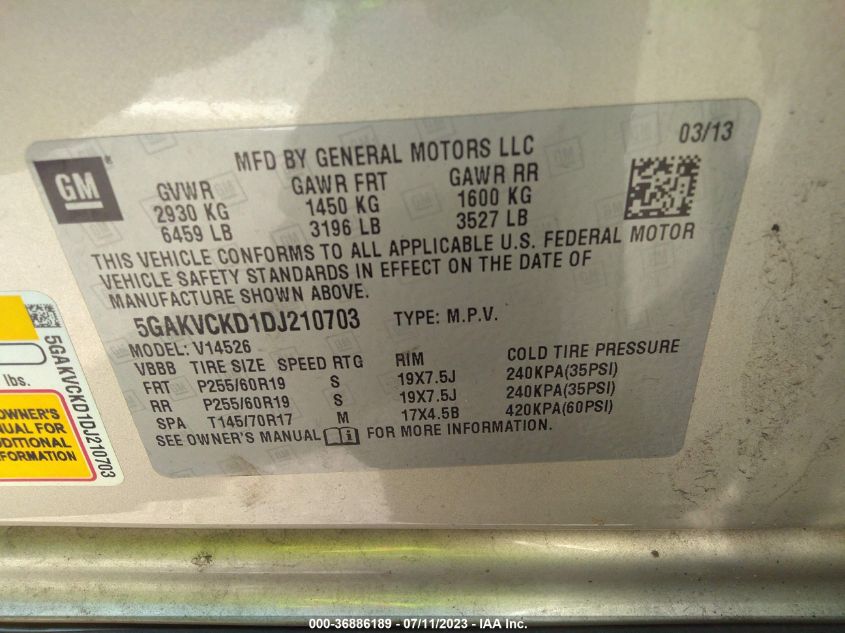 03/13
GM
MFD BY GENERAL MOTORS LLC
GVWR GAWR FRT GAWR RR
2930 KG 1450 KG 1600 KG
6459 LB 3196 LB 3527 LB
THIS VEHICLE CONFORMS TO ALL APPLICABLE U.S. FEDERAL MOTOR
VEHICLE SAFETY STANDARDS IN EFFECT ON THE DATE OF
MANUFACTURE SHOWN ABOVE.
5GAKVCKD1DJ210703 TYPE: M.P.V.
MODEL: V14526
VBBB TIRE SIZE SPEED RTG RIM COLD TIRE PRESSURE
FRT P255/60R19 S 19X7.5J 240KPA(35PSI)
RR P255/60R19 S 19X7.5J 240KPA(35PSI)
SPA T145/70R17 M 17X4.5B 420KPA(60PSI)
SEE OWNER'S MANUAL FOR MORE INFORMATION.
lbs.
OWNER'S
NUAL FOR
DDITIONAL
FORMATION
5GAKVCKD1DJ210703
000-36886189 - 07/11/2023 - IAA Inc.